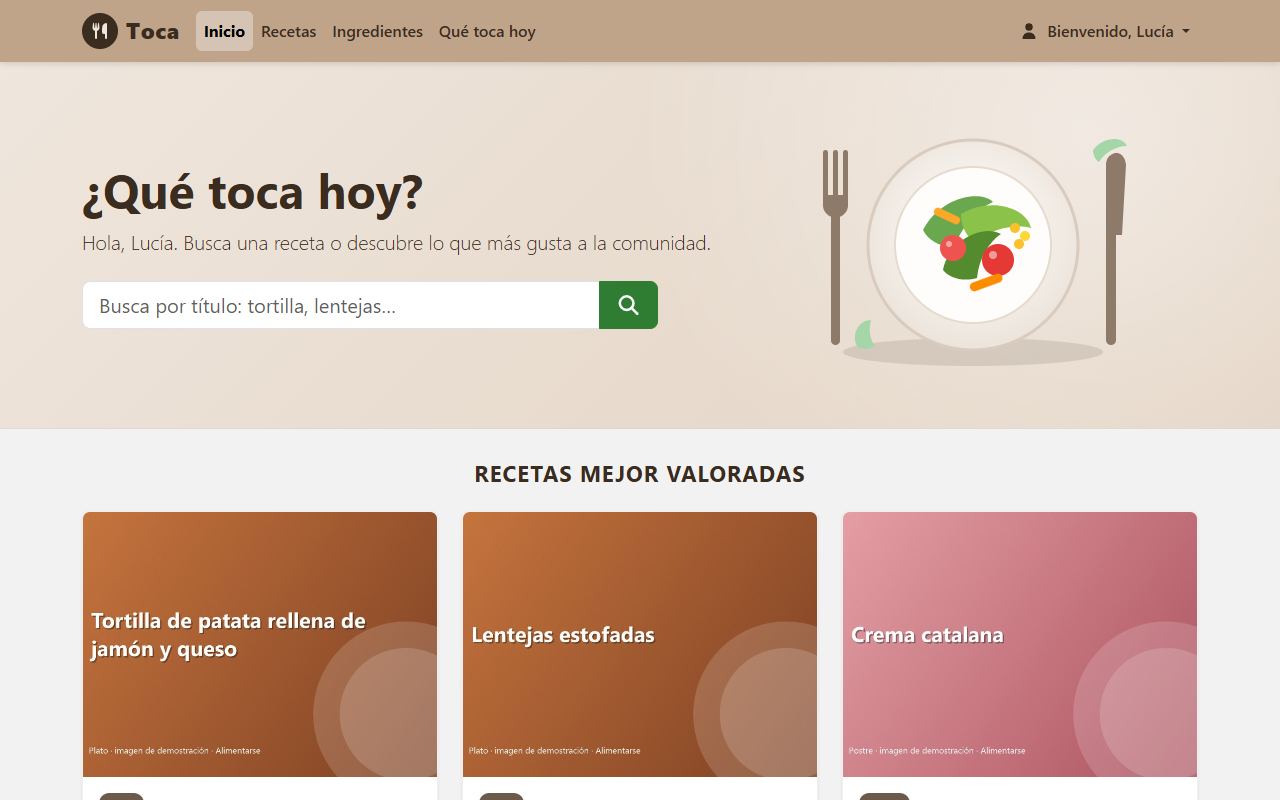 Toca
Inicio
Recetas
Ingredientes
Qué toca hoy
Bienvenido, Lucía
¿Qué toca hoy?
Hola, Lucía. Busca una receta o descubre lo que más gusta a la comunidad.
Busca por título: tortilla, lentejas...
RECETAS MEJOR VALORADAS
Tortilla de patata rellena de
jamón y queso
Plato · imagen de demostración · Alimentarse
Lentejas estofadas
Plato · imagen de demostración · Alimentarse
Crema catalana
Postre · imagen de demostración · Alimentarse